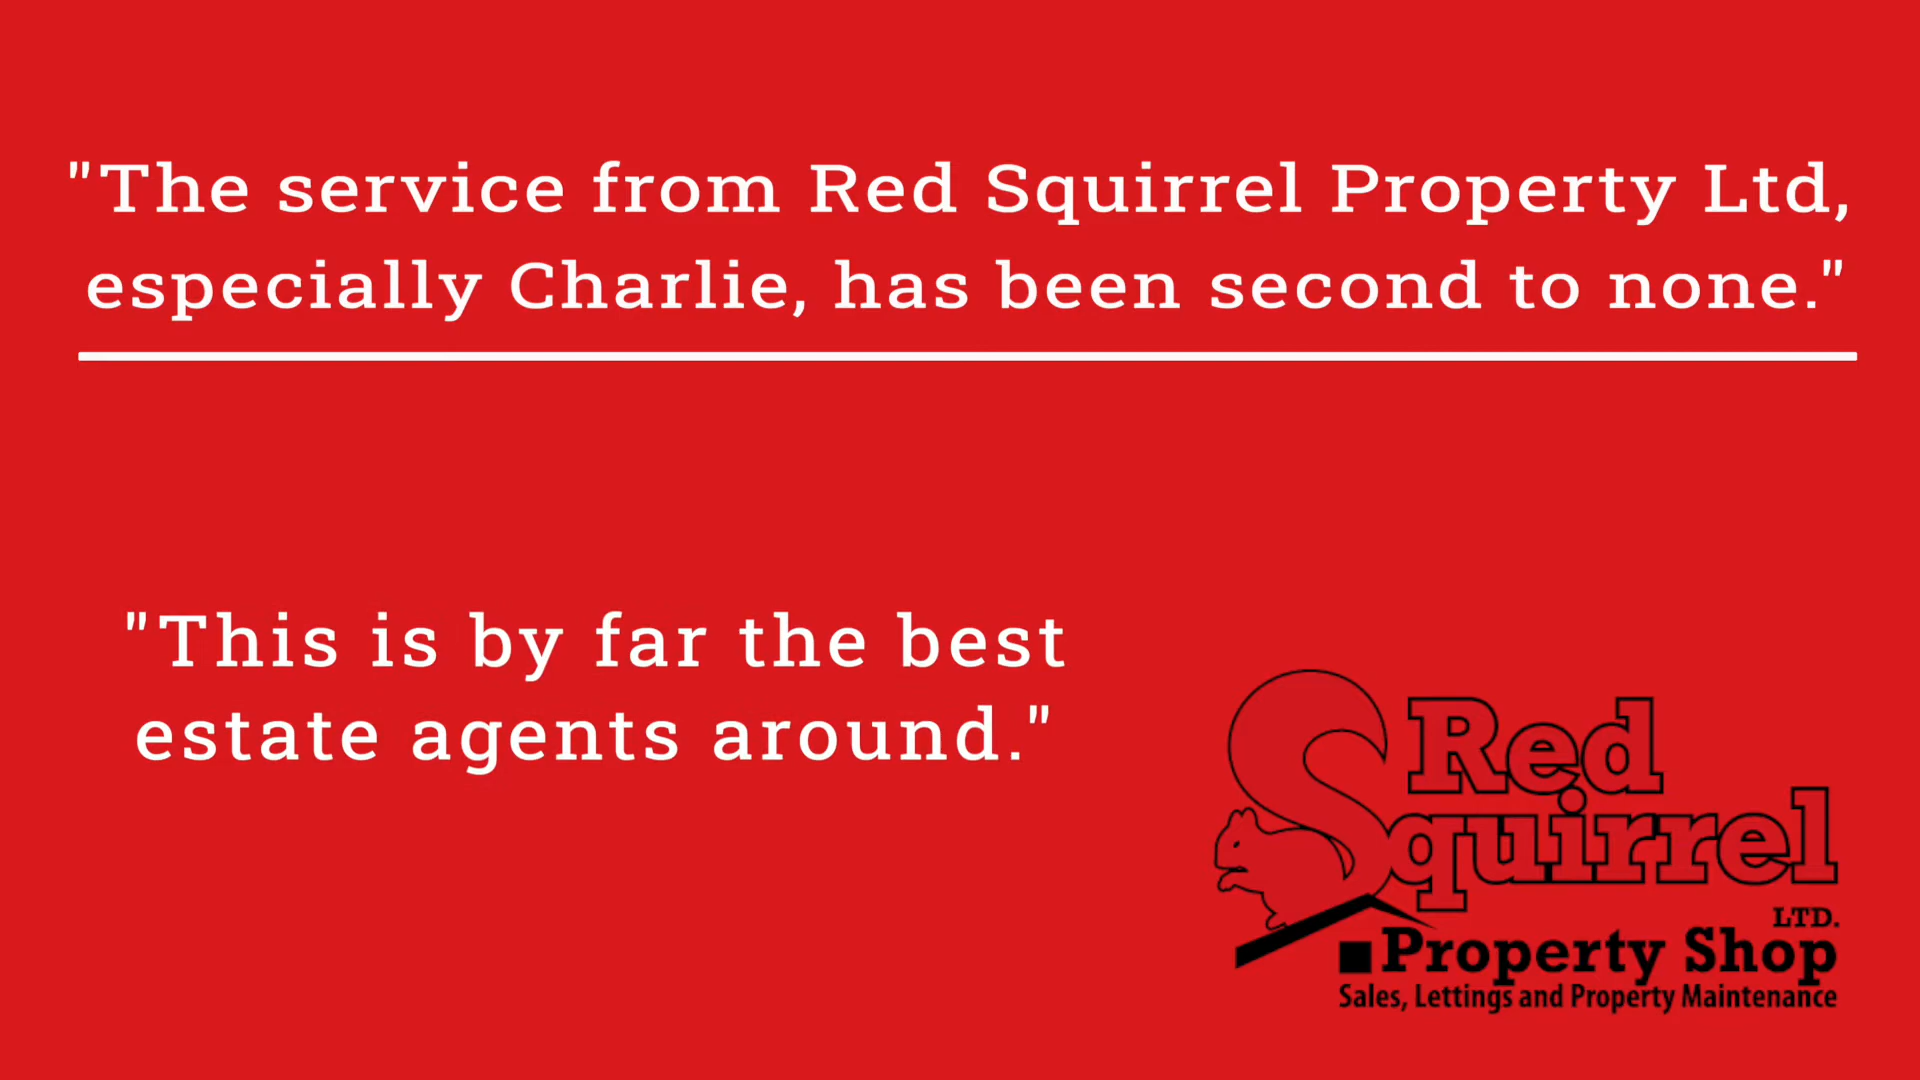 "The service from Red Squirrel Property Ltd,
especially Charlie, has been second to none."
"This is by far the best
estate agents around."
Red
Squirrel
LTD.
Property Shop
Sales, Lettings and Property Maintenance